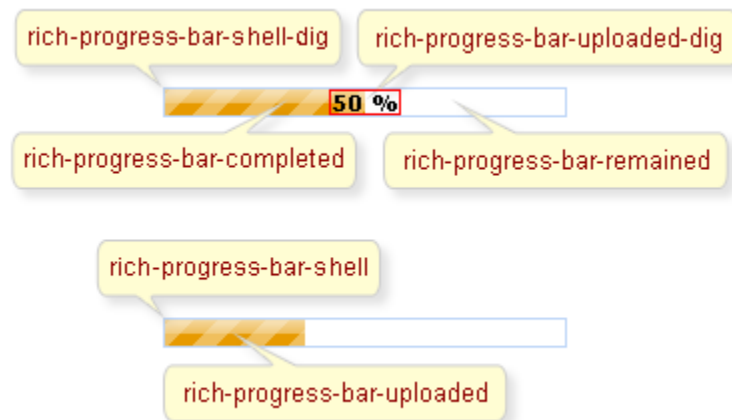 rich-progress-bar-shell-dig
rich-progress-bar-uploaded-dig
50 %
rich-progress-bar-completed
rich-progress-bar-remained
rich-progress-bar-shell
rich-progress-bar-uploaded